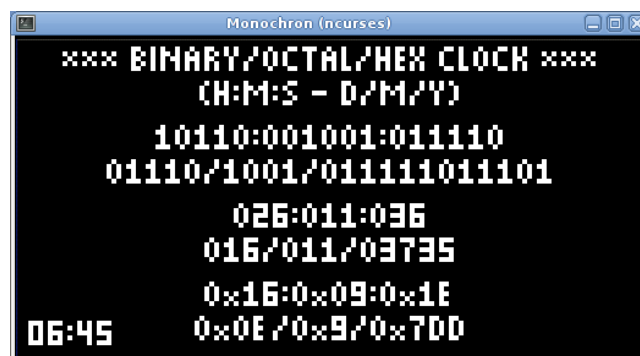 Monochron (ncurses)
*** BINARY/OCTAL/HEX CLOCK ***
(H:M:S - D/M/Y)
10110:001001:011110
01110/1001/011111011101
026:011:036
016/011/03735
0x16:0x09:0x1E
06:45
0x0E/0x9/0x7DD